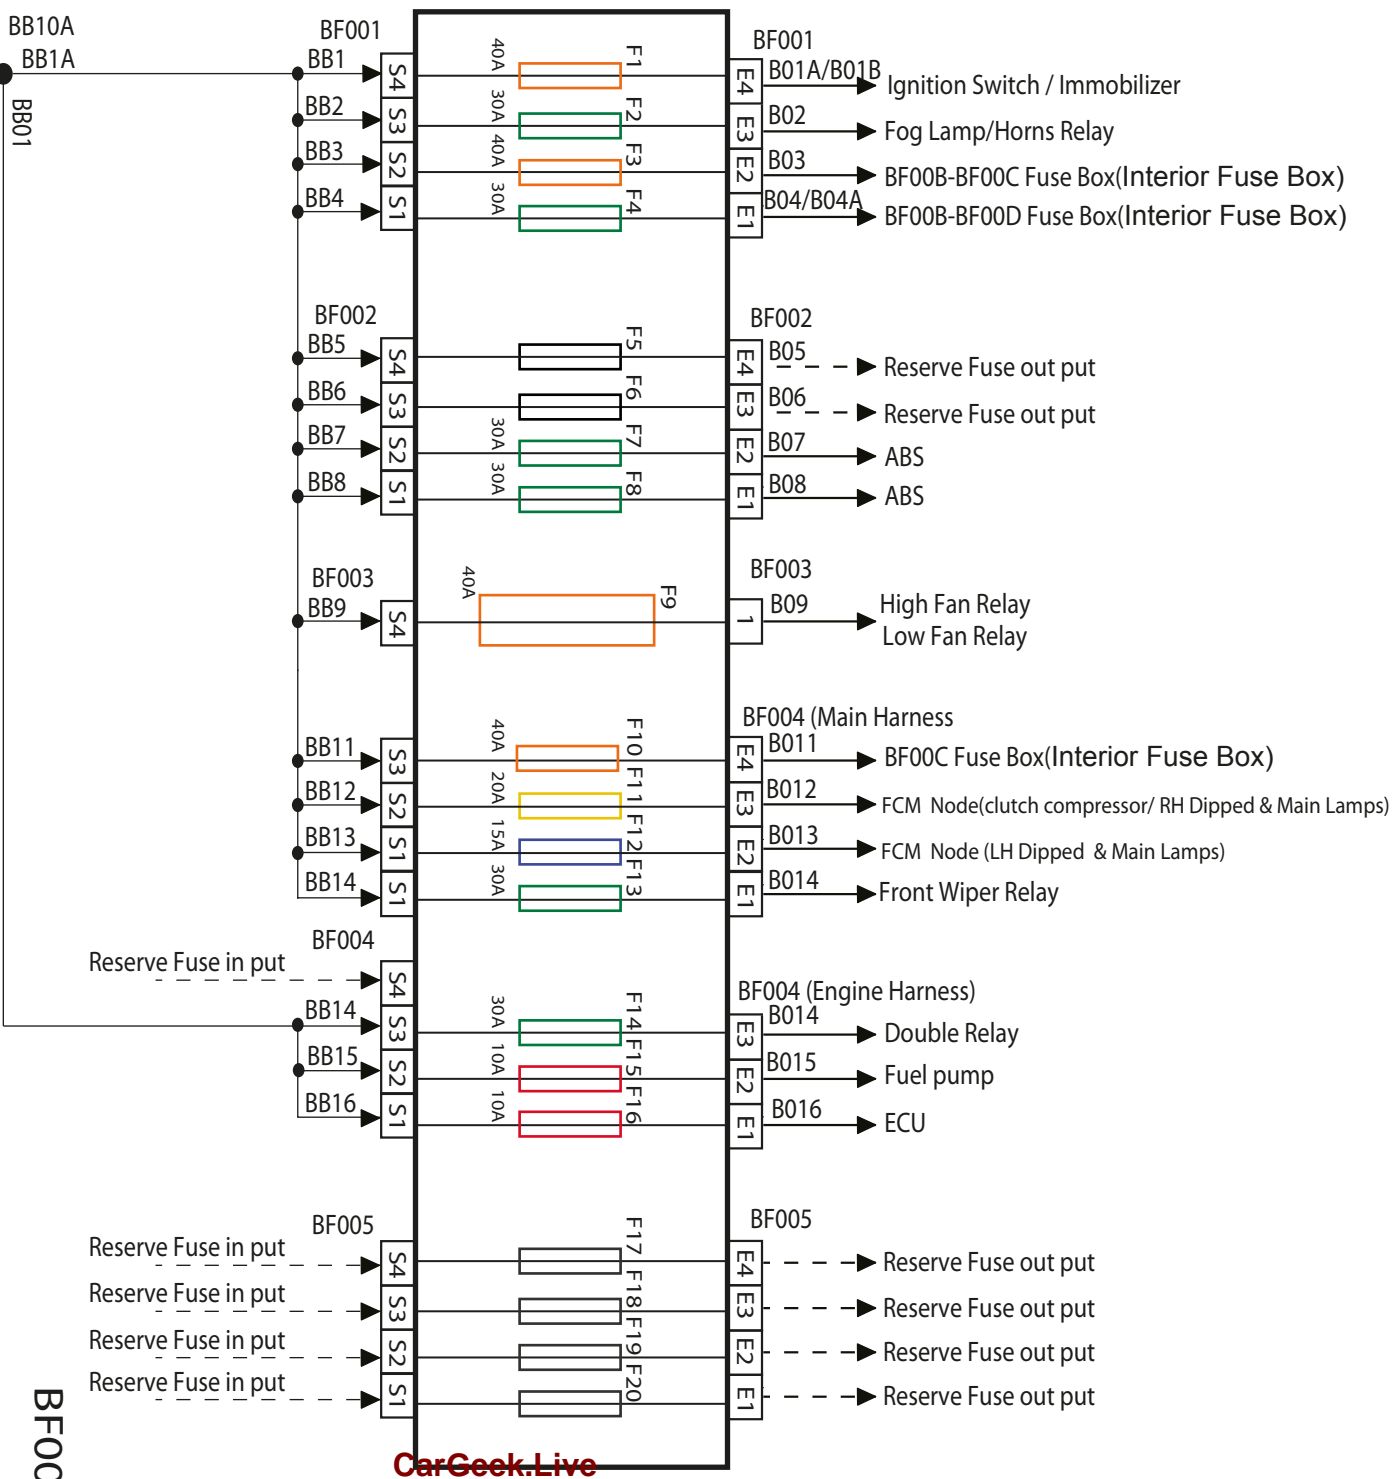 BB10A
BB1A
BB01
BF001
BF001
BB1 S4 40A F1 E4 B01A/B01B Ignition Switch / Immobilizer
BB2 S3 30A F2 E3 B02 Fog Lamp/Horns Relay
BB3 S2 40A F3 E2 B03 BF00B-BF00C Fuse Box(Interior Fuse Box)
BB4 S1 30A F4 E1 B04/B04A BF00B-BF00D Fuse Box(Interior Fuse Box)
BF002
BF002
BB5 S4 F5 E4 B05 Reserve Fuse out put
BB6 S3 F6 E3 B06 Reserve Fuse out put
BB7 S2 30A F7 E2 B07 ABS
BB8 S1 30A F8 E1 B08 ABS
BF003
BF003
BB9 S4 40A F9 1 B09 High Fan Relay
Low Fan Relay
BF004 (Main Harness
BB11 S3 40A F10 E4 B011 BF00C Fuse Box(Interior Fuse Box)
BB12 S2 20A F11 E3 B012 FCM Node(clutch compressor/ RH Dipped & Main Lamps)
BB13 S1 15A F12 E2 B013 FCM Node (LH Dipped & Main Lamps)
BB14 S1 30A F13 E1 B014 Front Wiper Relay
BF004
Reserve Fuse in put S4
BF004 (Engine Harness)
BB14 S3 30A F14 E3 B014 Double Relay
BB15 S2 10A F15 E2 B015 Fuel pump
BB16 S1 10A F16 E1 B016 ECU
BF005
BF005
Reserve Fuse in put S4 F17 E4 Reserve Fuse out put
Reserve Fuse in put S3 F18 E3 Reserve Fuse out put
Reserve Fuse in put S2 F19 E2 Reserve Fuse out put
Reserve Fuse in put S1 F20 E1 Reserve Fuse out put
CarGeek.Live